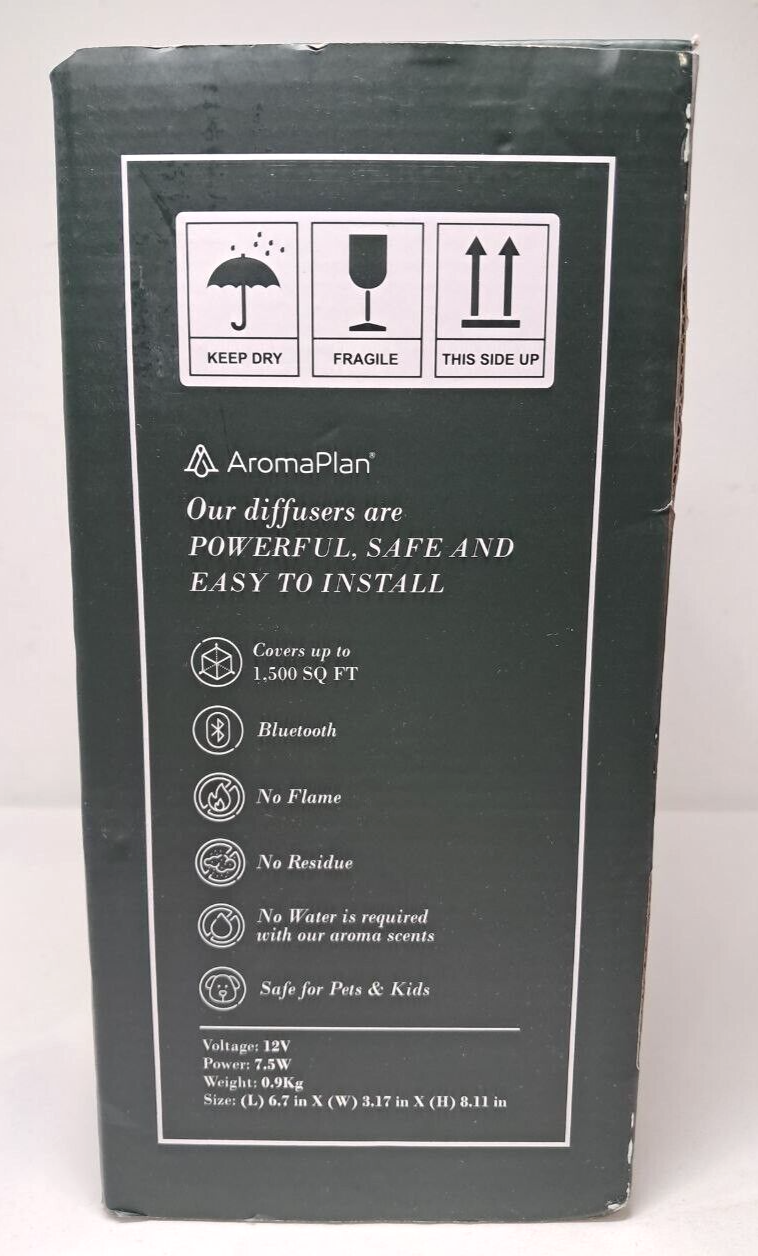 KEEP DRY FRAGILE THIS SIDE UP
AromaPlan®
Our diffusers are
POWERFUL, SAFE AND
EASY TO INSTALL
Covers up to
1,500 SQ FT
Bluetooth
No Flame
No Residue
No Water is required
with our aroma scents
Safe for Pets & Kids
Voltage: 12V
Power: 7.5W
Weight: 0.9Kg
Size: (L) 6.7 in X (W) 3.17 in X (H) 8.11 in